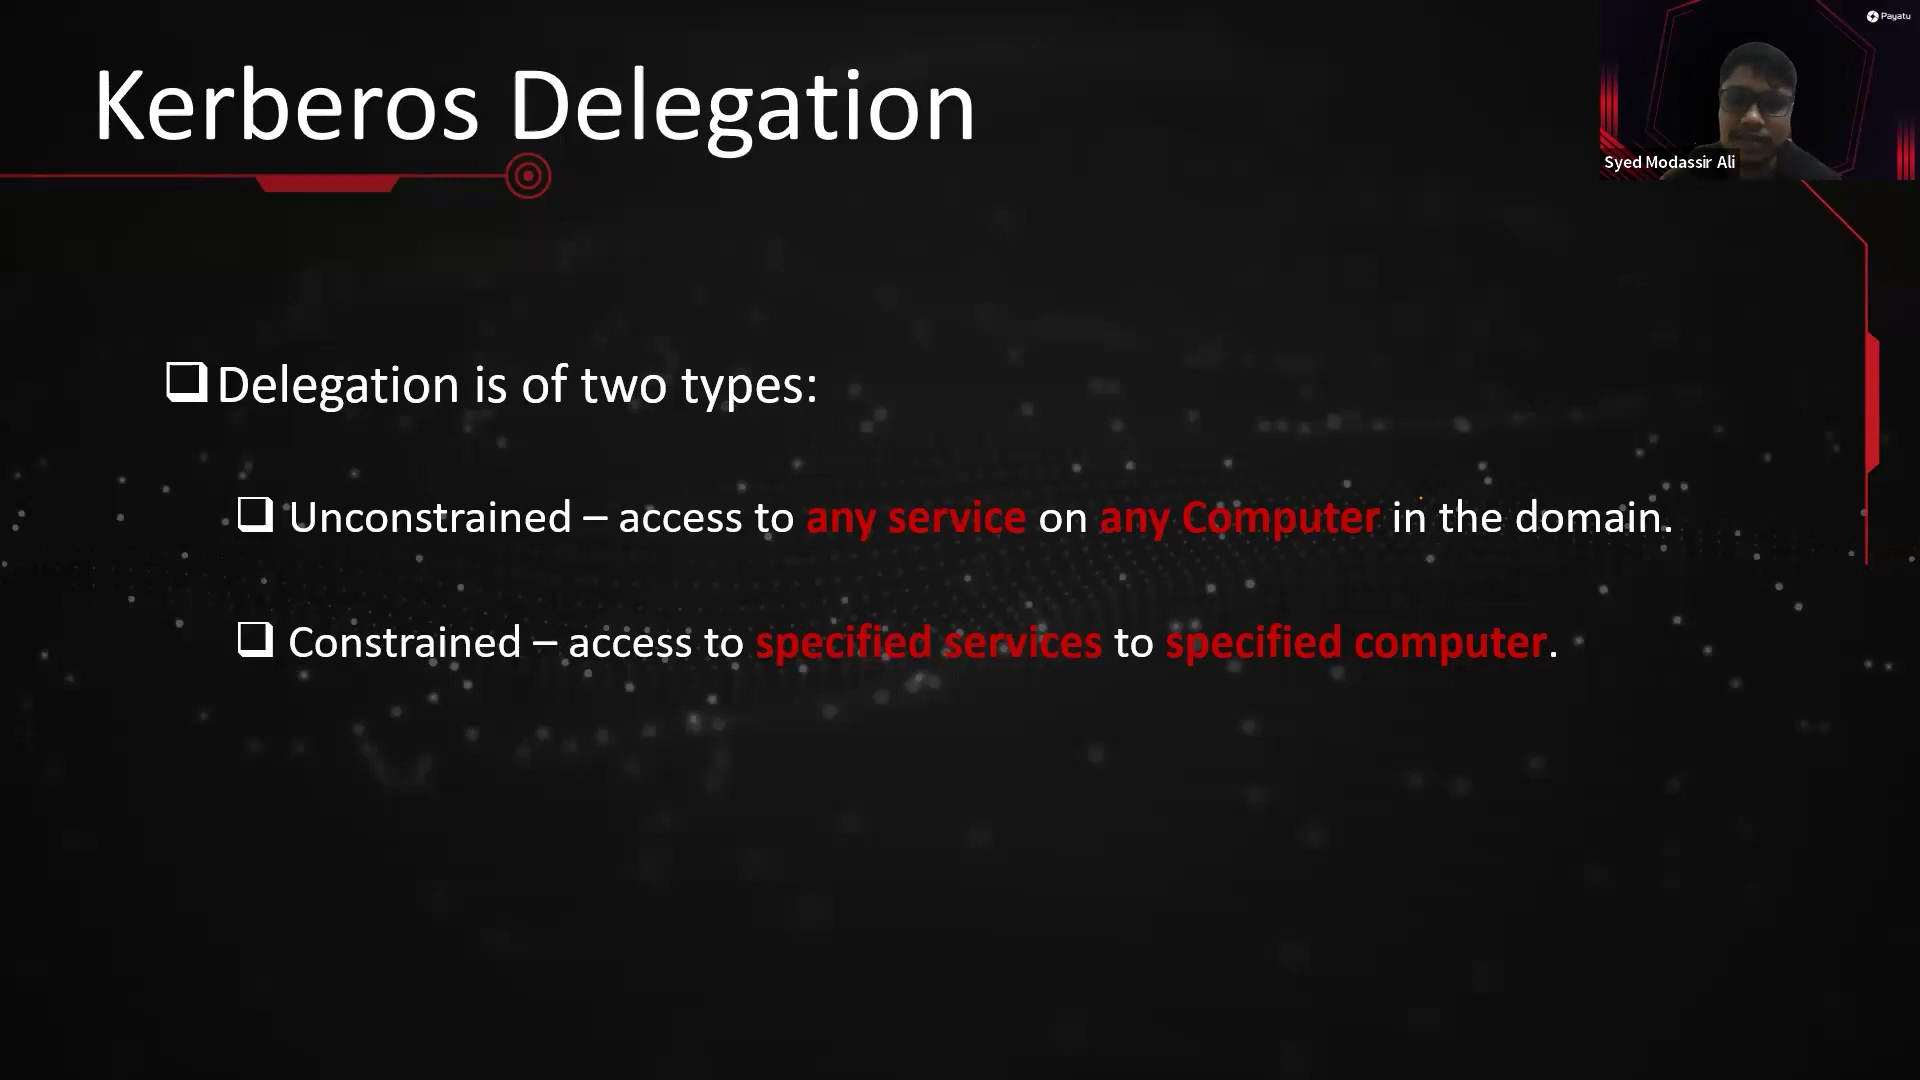 Kerberos Delegation
Payatu
Syed Modassir Ali
Delegation is of two types:
Unconstrained – access to any service on any Computer in the domain.
Constrained – access to specified services to specified computer.